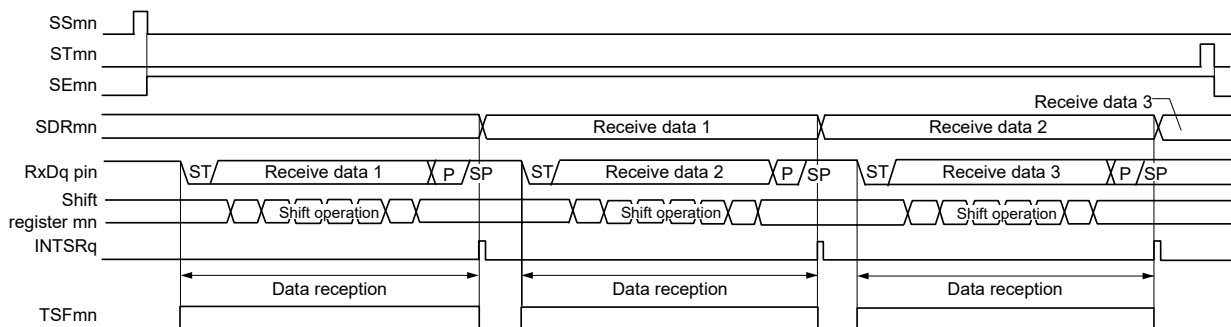 SSmn
STmn
SEmn
Receive data 3
SDRmn
Receive data 1
Receive data 2
RxDq pin
ST
Receive data 1
P
SP
ST
Receive data 2
P
SP
ST
Receive data 3
P
SP
Shift
register mn
Shift operation
Shift operation
Shift operation
INTSRq
Data reception
Data reception
Data reception
TSFmn